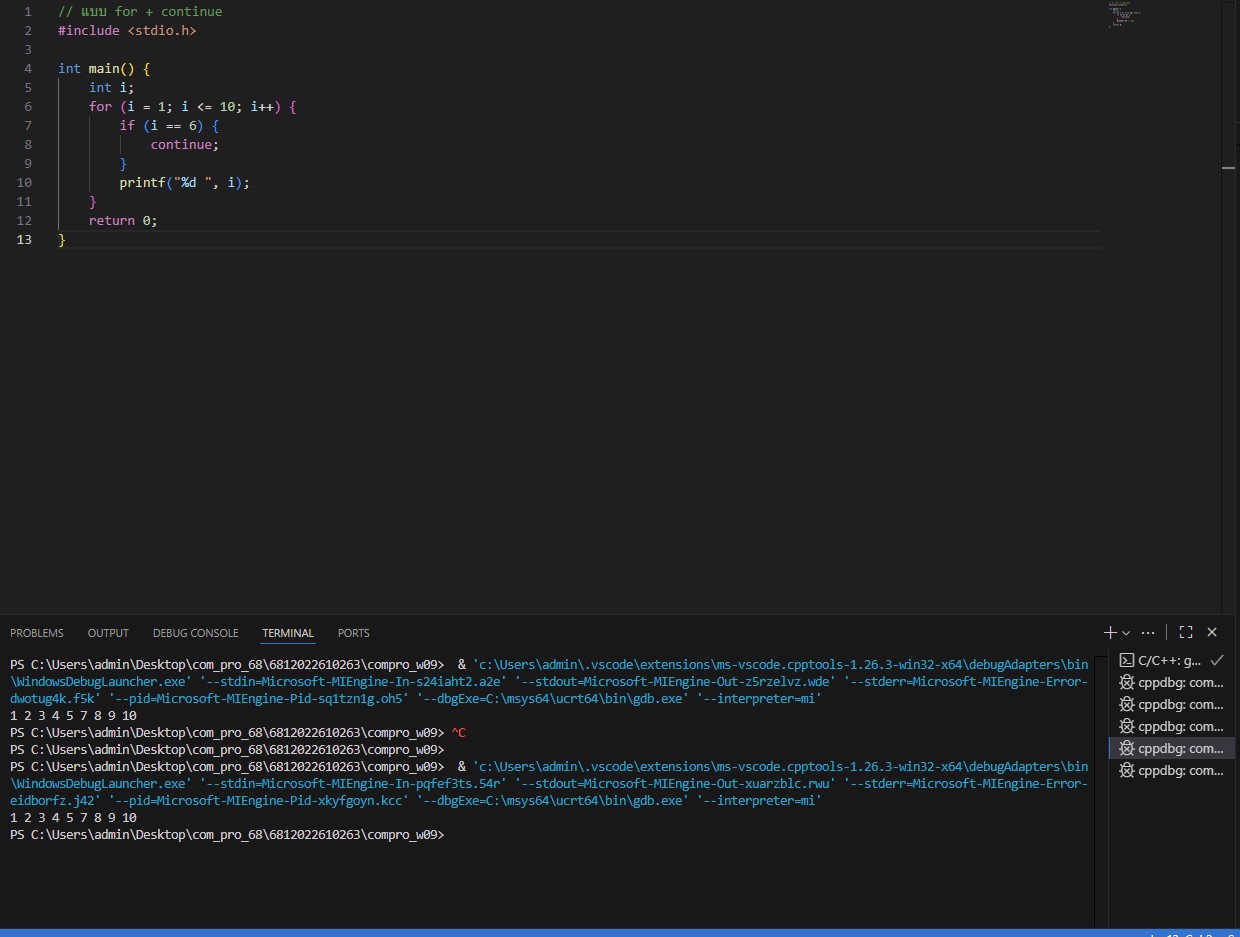 1 // แบบ for + continue
2 #include <stdio.h>
3
4 int main() {
5 int i;
6 for (i = 1; i <= 10; i++) {
7 if (i == 6) {
8 continue;
9 }
10 printf("%d ", i);
11 }
12 return 0;
13 }
PROBLEMS OUTPUT DEBUG CONSOLE TERMINAL PORTS
PS C:\Users\admin\Desktop\com_pro_68\6812022610263\compro_w09> & 'c:\Users\admin\.vscode\extensions\ms-vscode.cpptools-1.26.3-win32-x64\debugAdapters\bin
\WindowsDebugLauncher.exe' '--stdin=Microsoft-MIEngine-In-s24iaht2.a2e' '--stdout=Microsoft-MIEngine-Out-z5rzelvz.wde' '--stderr=Microsoft-MIEngine-Error-
dwotug4k.f5k' '--pid=Microsoft-MIEngine-Pid-sq1tzn1g.oh5' '--dbgExe=C:\msys64\ucrt64\bin\gdb.exe' '--interpreter=mi'
1 2 3 4 5 7 8 9 10
PS C:\Users\admin\Desktop\com_pro_68\6812022610263\compro_w09> ^C
PS C:\Users\admin\Desktop\com_pro_68\6812022610263\compro_w09>
PS C:\Users\admin\Desktop\com_pro_68\6812022610263\compro_w09> & 'c:\Users\admin\.vscode\extensions\ms-vscode.cpptools-1.26.3-win32-x64\debugAdapters\bin
\WindowsDebugLauncher.exe' '--stdin=Microsoft-MIEngine-In-pqfef3ts.54r' '--stdout=Microsoft-MIEngine-Out-xuarzblc.rwu' '--stderr=Microsoft-MIEngine-Error-
eidborfz.j42' '--pid=Microsoft-MIEngine-Pid-xkyfgoyn.kcc' '--dbgExe=C:\msys64\ucrt64\bin\gdb.exe' '--interpreter=mi'
1 2 3 4 5 7 8 9 10
PS C:\Users\admin\Desktop\com_pro_68\6812022610263\compro_w09>
C/C++: g...
cppdbg: com...
cppdbg: com...
cppdbg: com...
cppdbg: com...
cppdbg: com...